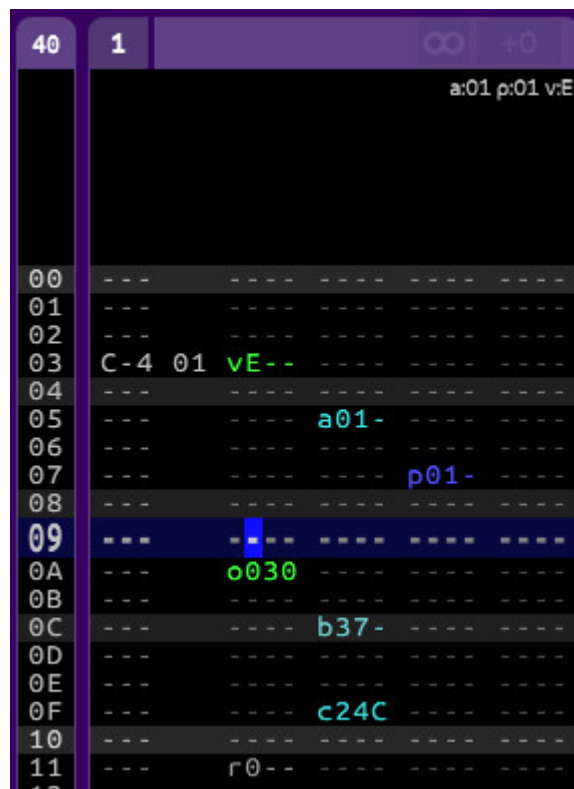 40 1 ∞ +0
a:01 p:01 v:E
00 --- ---- ---- ---- ----
01 --- ---- ---- ---- ----
02 --- ---- ---- ---- ----
03 C-4 01 vE-- ---- ---- ----
04 --- ---- ---- ---- ----
05 --- ---- a01- ---- ----
06 --- ---- ---- ---- ----
07 --- ---- ---- p01- ----
08 --- ---- ---- ---- ----
09 --- ---- ---- ---- ----
0A --- o030 ---- ---- ----
0B --- ---- ---- ---- ----
0C --- ---- b37- ---- ----
0D --- ---- ---- ---- ----
0E --- ---- ---- ---- ----
0F --- ---- c24C ---- ----
10 --- ---- ---- ---- ----
11 --- r0-- ---- ---- ----